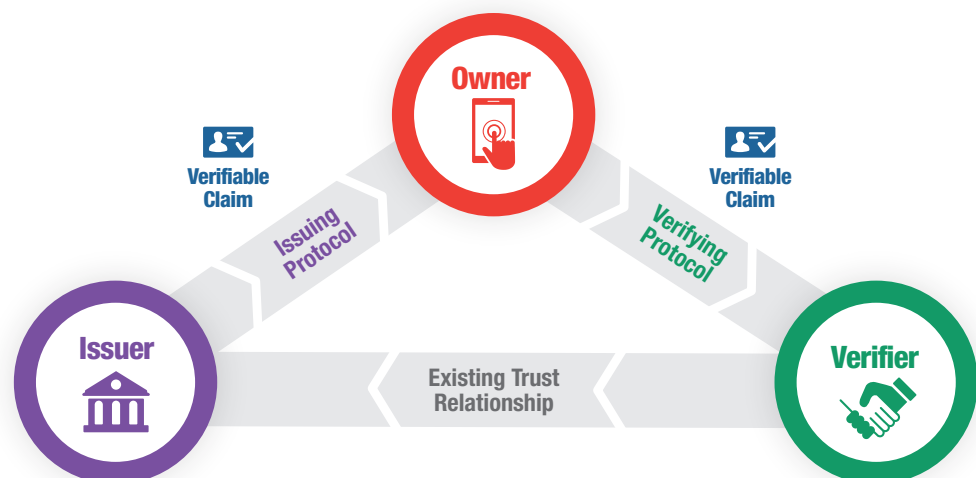 Owner
Verifiable
Claim
Verifiable
Claim
Issuing
Protocol
Verifying
Protocol
Issuer
Existing Trust
Relationship
Verifier